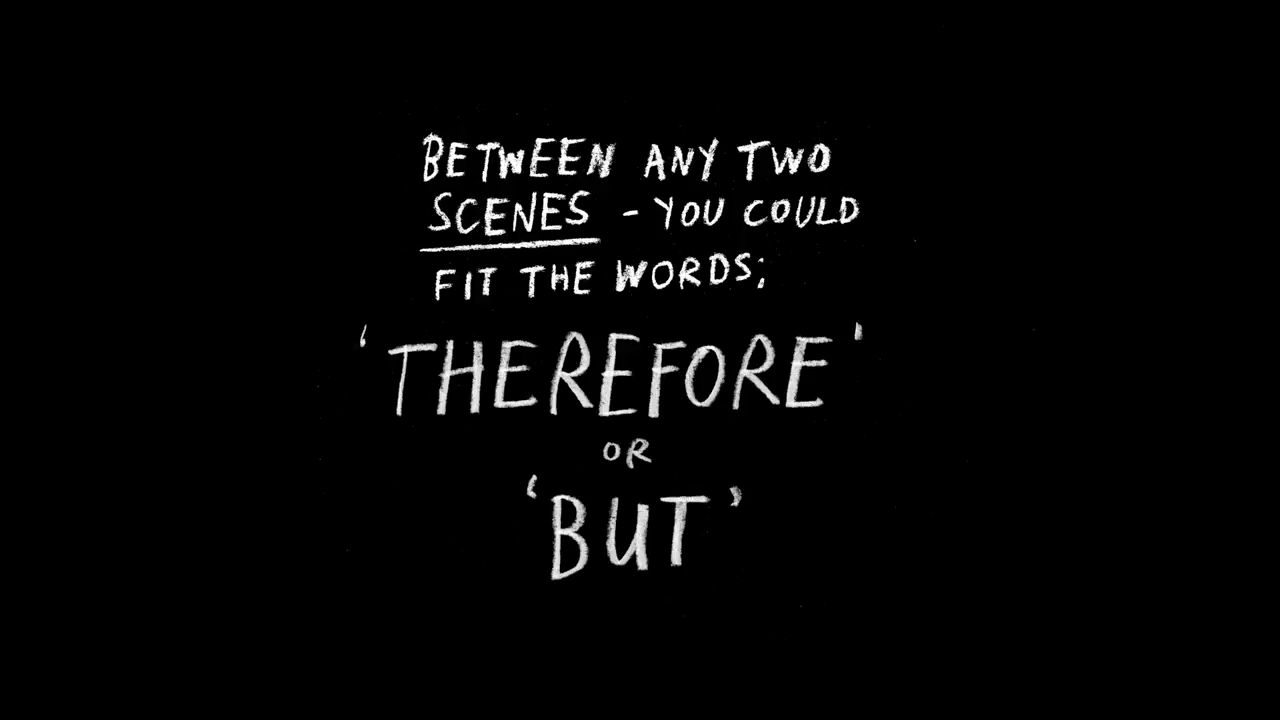 BETWEEN ANY TWO
SCENES - YOU COULD
FIT THE WORDS;
'THEREFORE'
OR
'BUT'